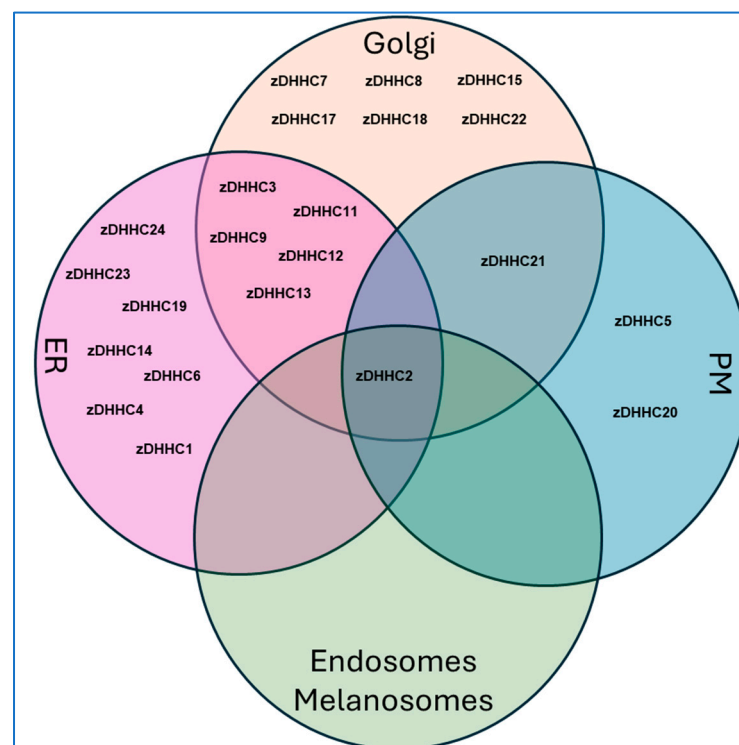 Golgi
zDHHC7 zDHHC8 zDHHC15
zDHHC17 zDHHC18 zDHHC22
zDHHC3
zDHHC11
zDHHC9
zDHHC12
zDHHC13
zDHHC24
zDHHC23
zDHHC19
zDHHC14
zDHHC6
zDHHC4
zDHHC1
ER
zDHHC2
zDHHC21
zDHHC5
zDHHC20
PM
Endosomes
Melanosomes